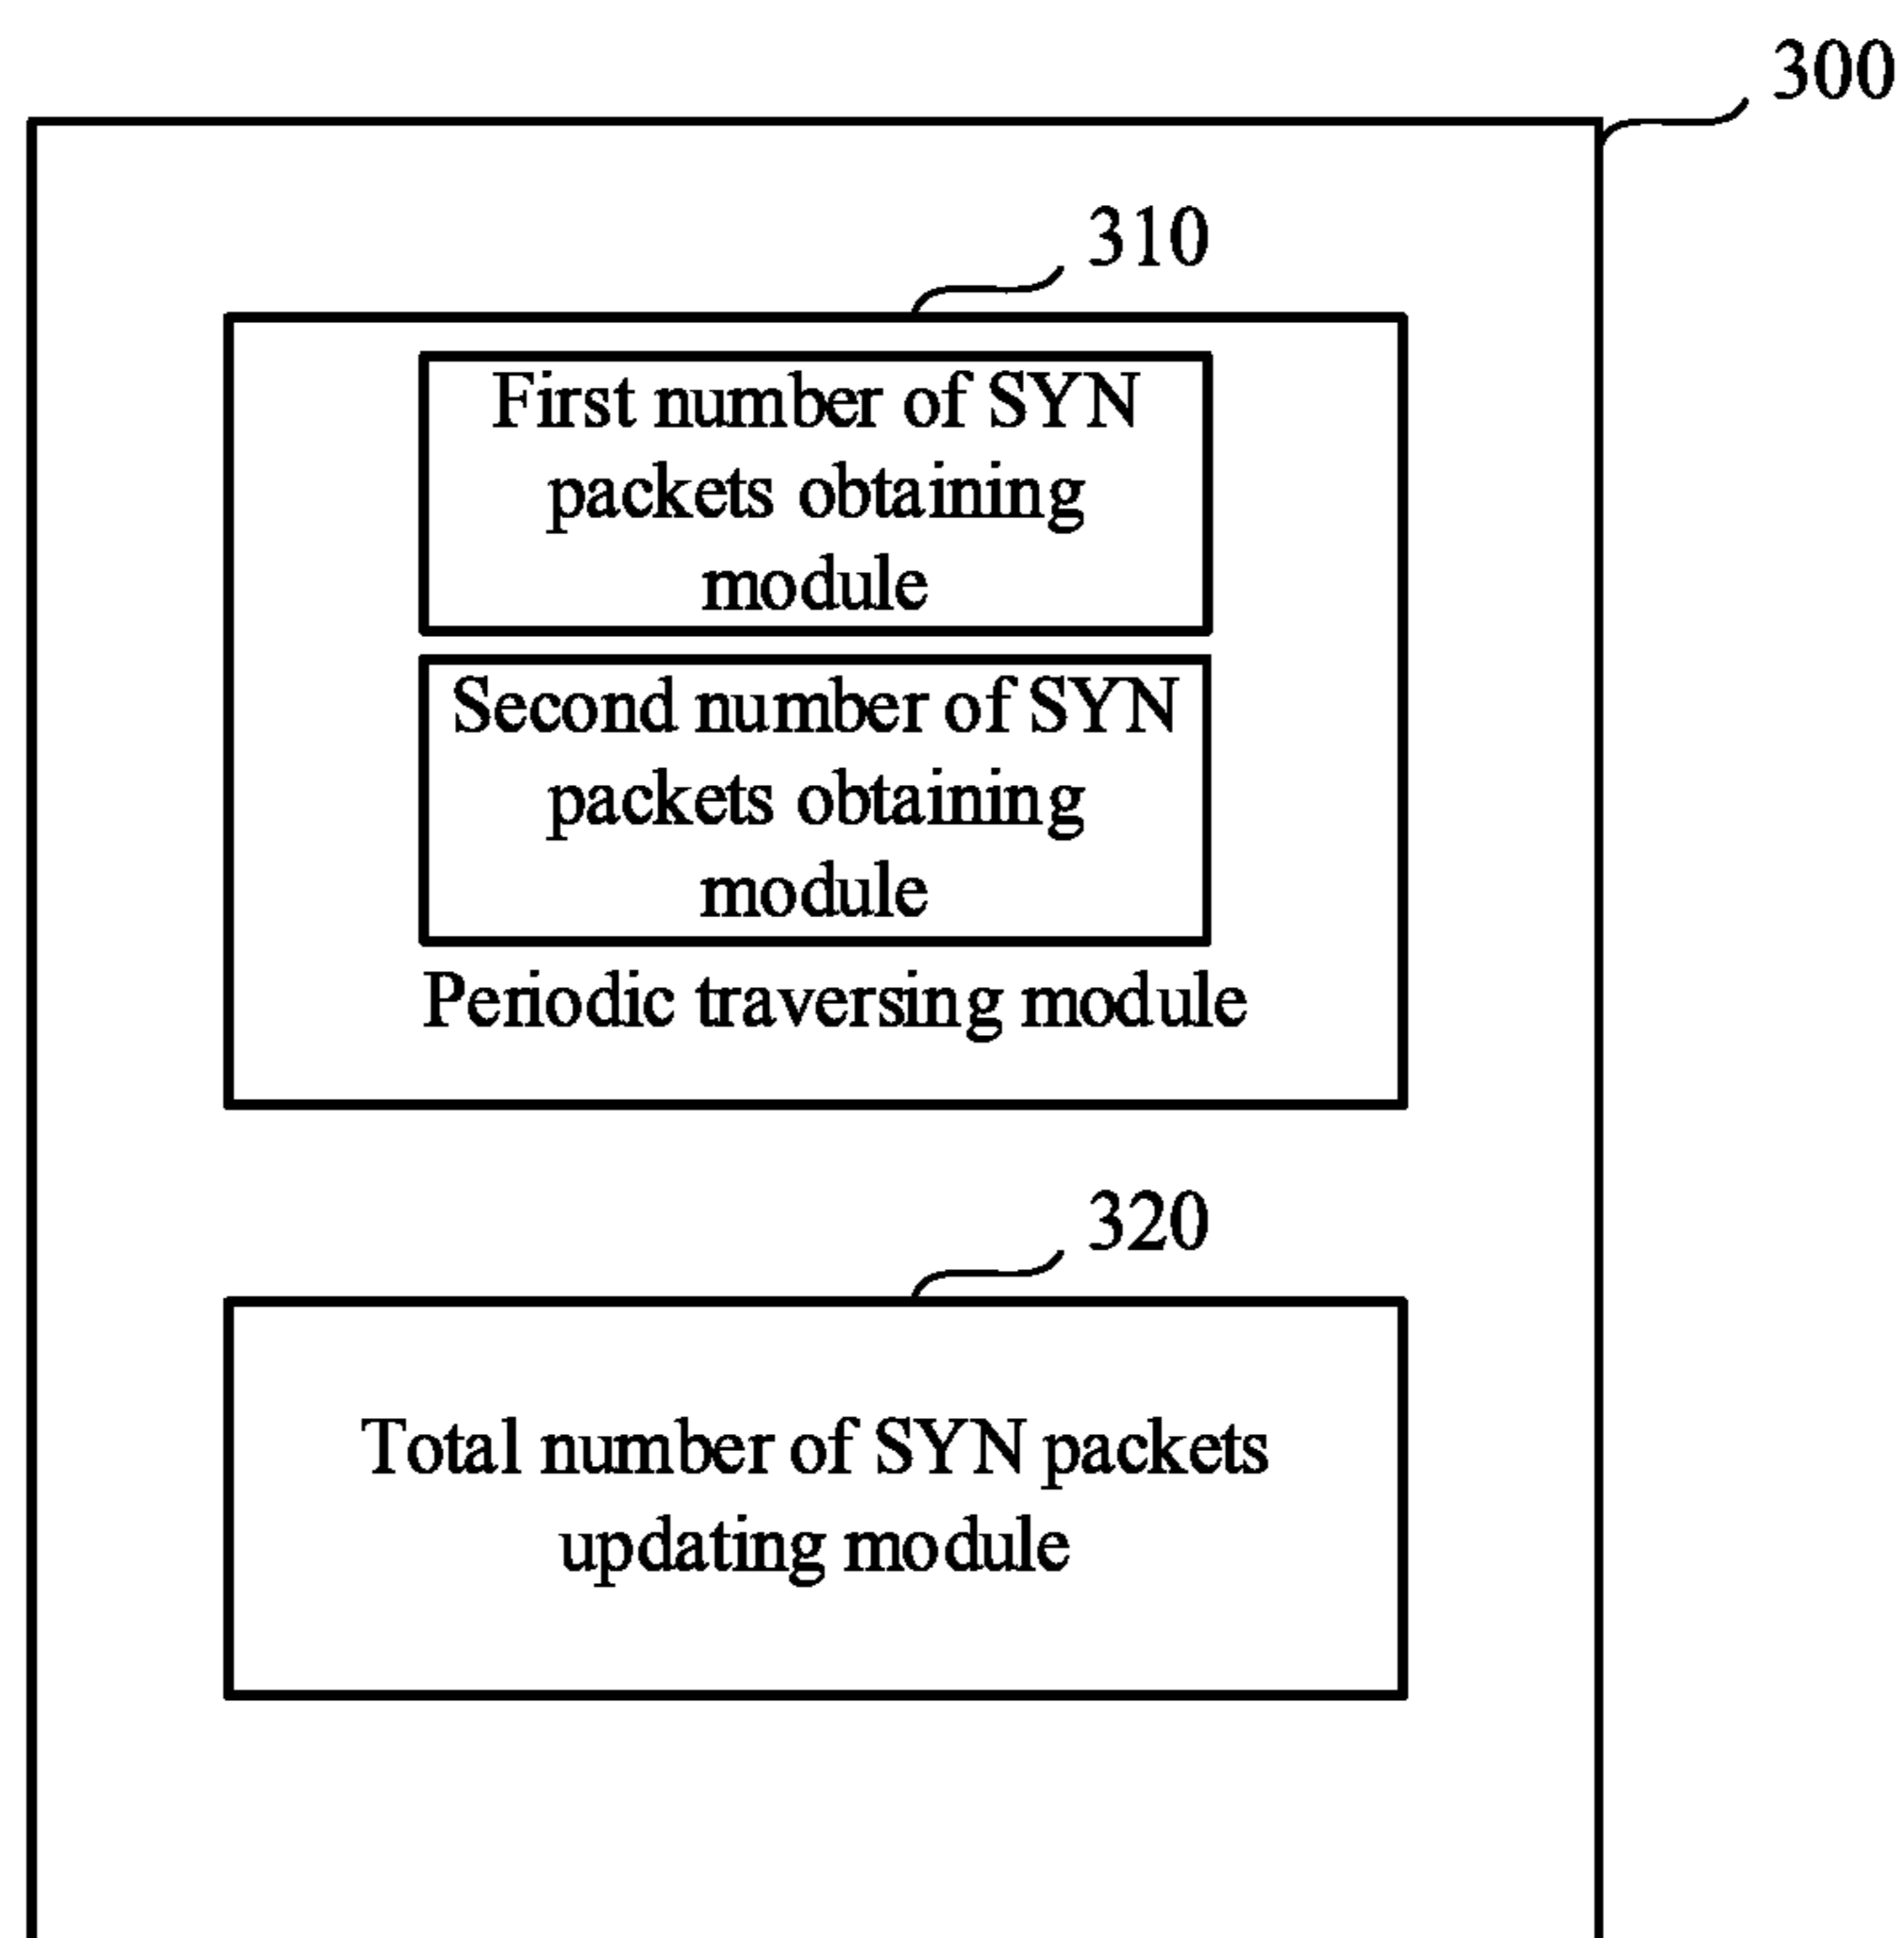 300
310
First number of SYN
packets obtaining
module
Second number of SYN
packets obtaining
module
Periodic traversing module
320
Total number of SYN packets
updating module